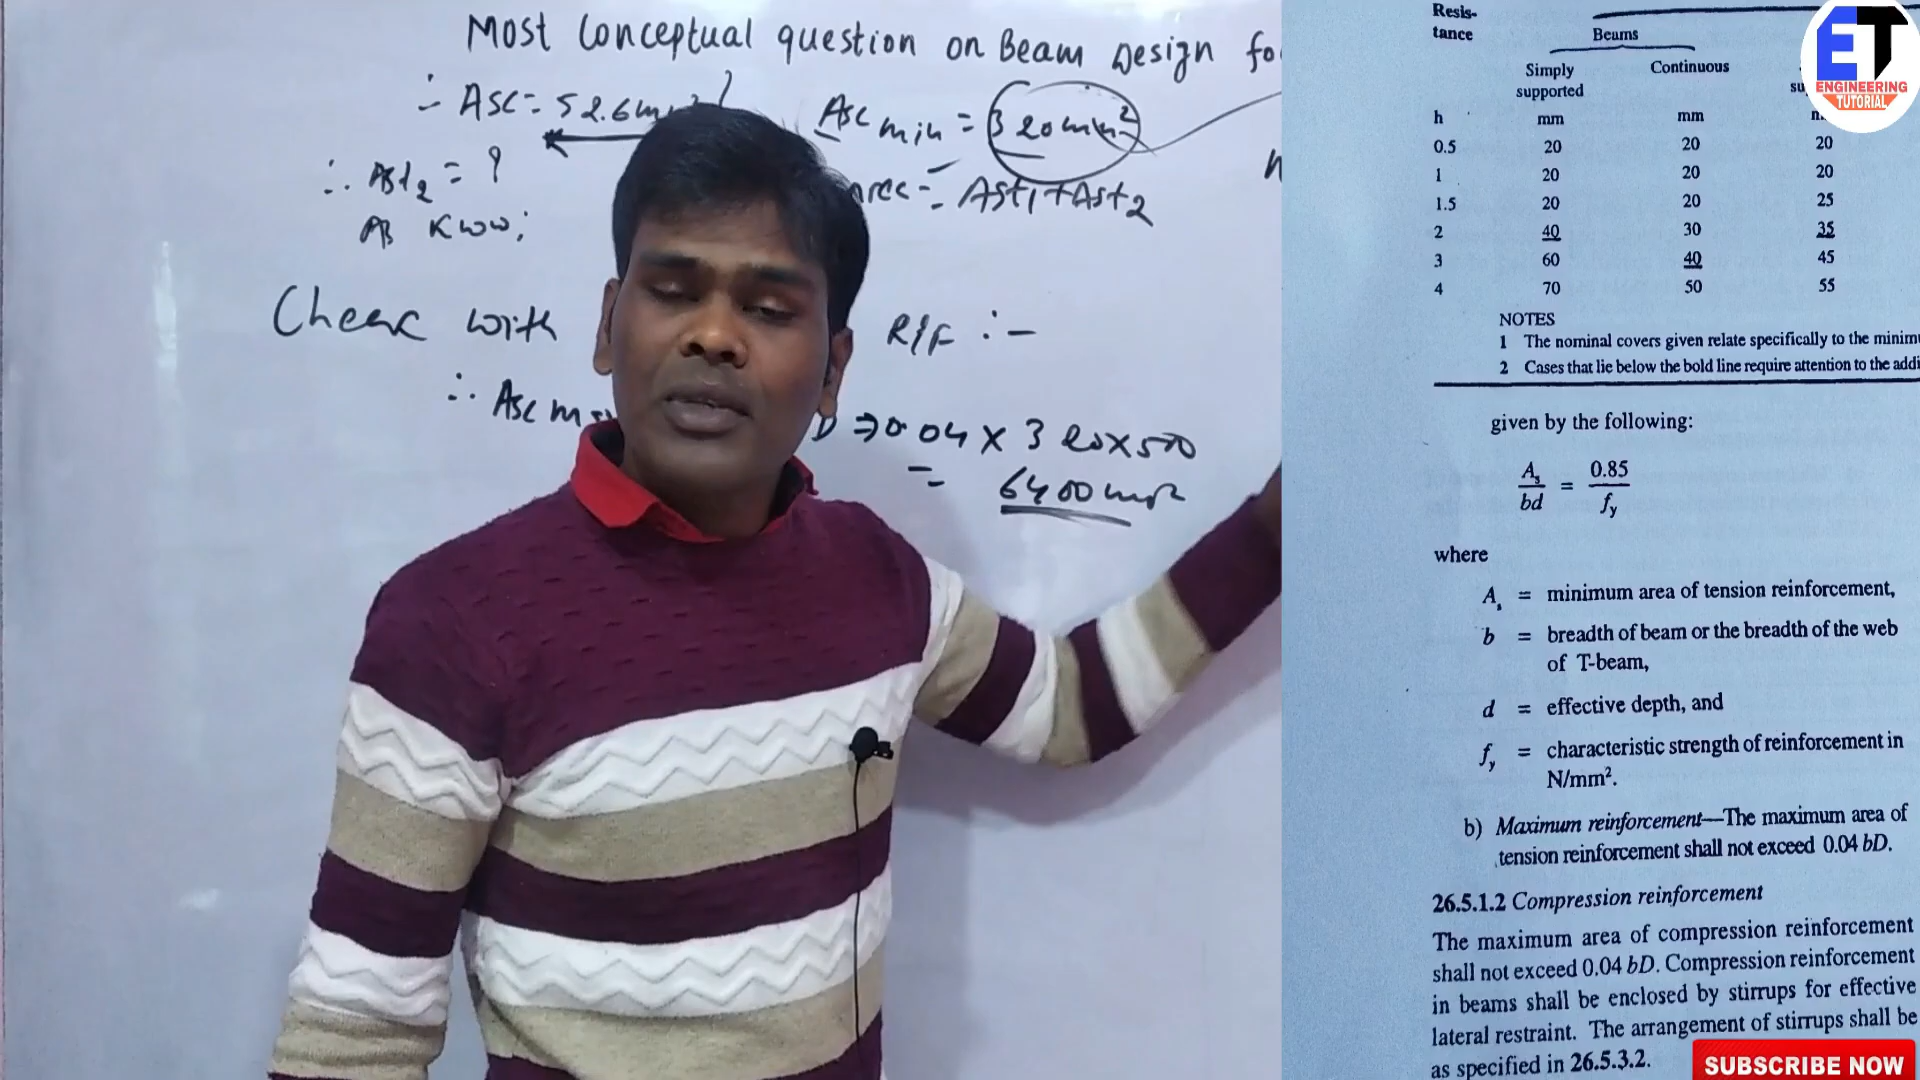 Most Conceptual question on Beam Design fo
∴ Asc = 52.6m
Asc min = 320mm²
∴ Ast2 = ?
= Ast1 + Ast2
As know;
Check with
R/F :-
∴ Asc m
D ⇒ 0.04 X 320X500
= 6400mm²
Resis-
tance
Beams
Simply
supported
Continuous
su
h mm mm m
0.5 20 20 20
1 20 20 20
1.5 20 20 25
2 40 30 35
3 60 40 45
4 70 50 55
NOTES
1 The nominal covers given relate specifically to the minim
2 Cases that lie below the bold line require attention to the addi
given by the following:
As/bd = 0.85/fy
where
As = minimum area of tension reinforcement,
b = breadth of beam or the breadth of the web
of T-beam,
d = effective depth, and
fy = characteristic strength of reinforcement in
N/mm².
b) Maximum reinforcement—The maximum area of
tension reinforcement shall not exceed 0.04 bD.
26.5.1.2 Compression reinforcement
The maximum area of compression reinforcement
shall not exceed 0.04 bD. Compression reinforcement
in beams shall be enclosed by stirrups for effective
lateral restraint. The arrangement of stirrups shall be
as specified in 26.5.3.2.
ET
ENGINEERING
TUTORIAL
SUBSCRIBE NOW